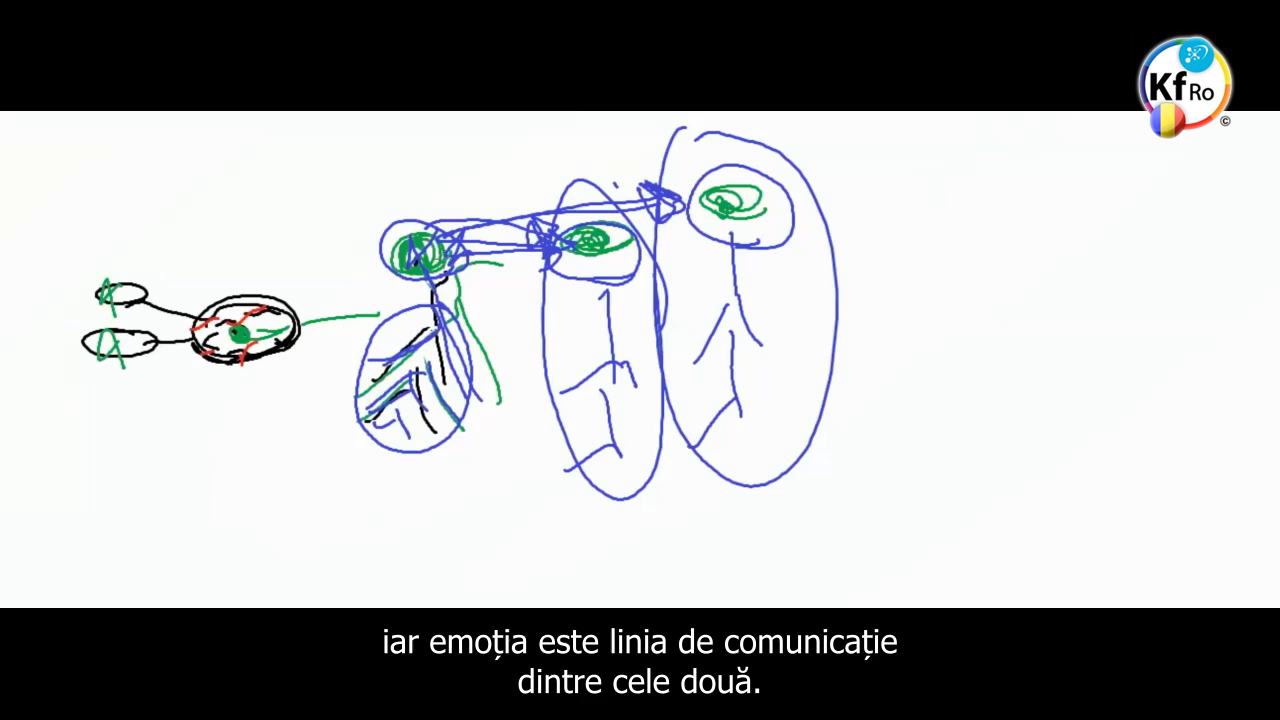 Kf Ro
©
iar emoția este linia de comunicație
dintre cele două.